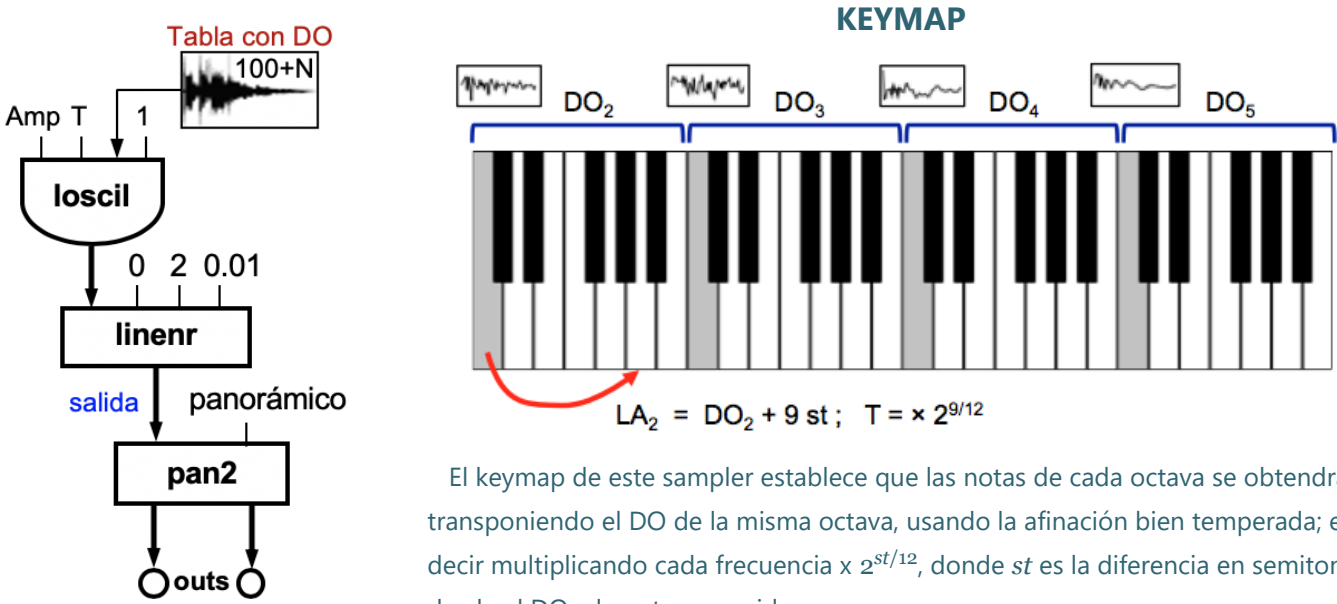 Tabla con DO
100+N
Amp T 1
loscil
0 2 0.01
linenr
salida panorámico
pan2
outs
KEYMAP
DO₂ DO₃ DO₄ DO₅
LA₂ = DO₂ + 9 st ; T = × 2^9/12
El keymap de este sampler establece que las notas de cada octava se
transponiendo el DO de la misma octava, usando la afinación bien temperada;
decir multiplicando cada frecuencia x 2^st/12, donde st es la diferencia en